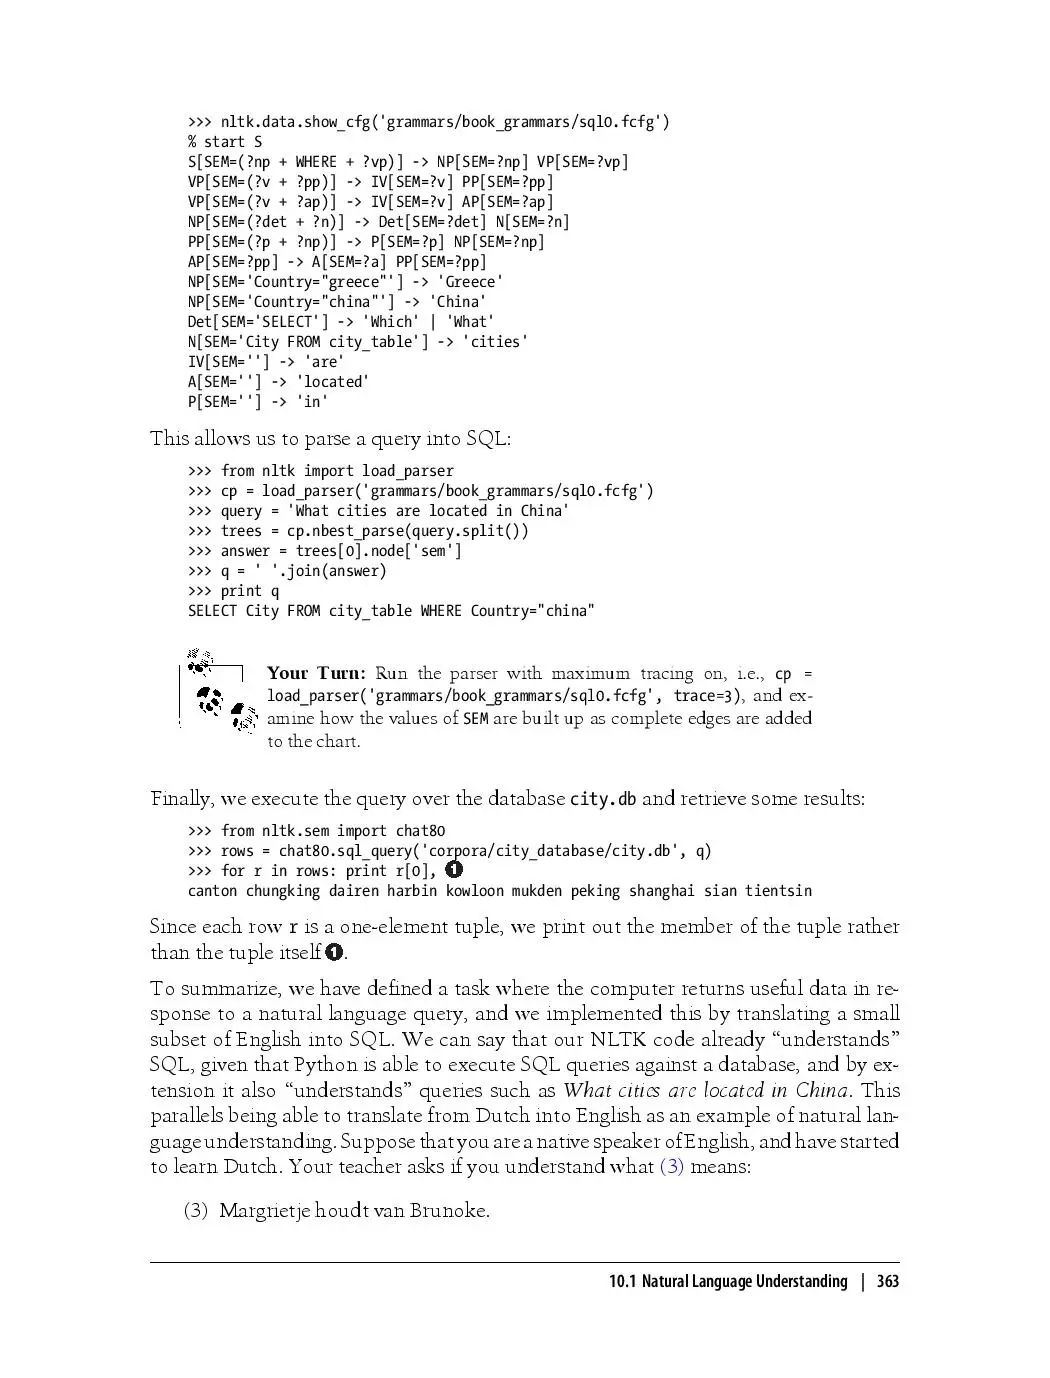 >>> nltk.data.show_cfg('grammars/book_grammars/sql0.fcfg')
% start S
S[SEM=(?np + WHERE + ?vp)] -> NP[SEM=?np] VP[SEM=?vp]
VP[SEM=(?v + ?pp)] -> IV[SEM=?v] PP[SEM=?pp]
VP[SEM=(?v + ?ap)] -> IV[SEM=?v] AP[SEM=?ap]
NP[SEM=(?det + ?n)] -> Det[SEM=?det] N[SEM=?n]
PP[SEM=(?p + ?np)] -> P[SEM=?p] NP[SEM=?np]
AP[SEM=?pp] -> A[SEM=?a] PP[SEM=?pp]
NP[SEM='Country="greece"'] -> 'Greece'
NP[SEM='Country="china"'] -> 'China'
Det[SEM='SELECT'] -> 'Which' | 'What'
N[SEM='City FROM city_table'] -> 'cities'
IV[SEM=''] -> 'are'
A[SEM=''] -> 'located'
P[SEM=''] -> 'in'
This allows us to parse a query into SQL:
>>> from nltk import load_parser
>>> cp = load_parser('grammars/book_grammars/sql0.fcfg')
>>> query = 'What cities are located in China'
>>> trees = cp.nbest_parse(query.split())
>>> answer = trees[0].node['sem']
>>> q = ' '.join(answer)
>>> print q
SELECT City FROM city_table WHERE Country="china"
Your Turn: Run the parser with maximum tracing on, i.e., cp =
load_parser('grammars/book_grammars/sql0.fcfg', trace=3), and ex-
amine how the values of SEM are built up as complete edges are added
to the chart.
Finally, we execute the query over the database city.db and retrieve some results:
>>> from nltk.sem import chat80
>>> rows = chat80.sql_query('corpora/city_database/city.db', q)
>>> for r in rows: print r[0], ❶
canton chungking dairen harbin kowloon mukden peking shanghai sian tientsin
Since each row r is a one-element tuple, we print out the member of the tuple rather
than the tuple itself ❶.
To summarize, we have defined a task where the computer returns useful data in re-
sponse to a natural language query, and we implemented this by translating a small
subset of English into SQL. We can say that our NLTK code already “understands”
SQL, given that Python is able to execute SQL queries against a database, and by ex-
tension it also “understands” queries such as What cities are located in China. This
parallels being able to translate from Dutch into English as an example of natural lan-
guage understanding. Suppose that you are a native speaker of English, and have started
to learn Dutch. Your teacher asks if you understand what (3) means:
(3) Margrietje houdt van Brunoke.
10.1 Natural Language Understanding | 363